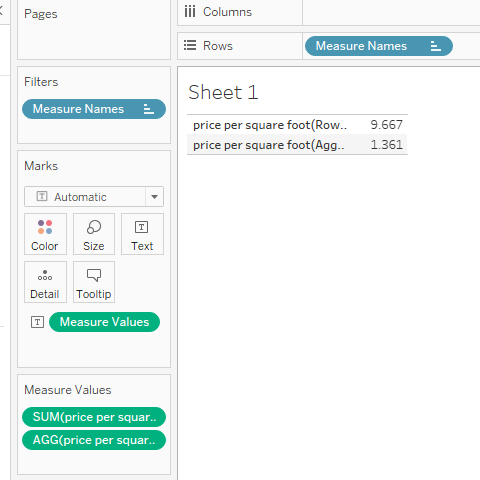 Pages
Columns
Rows
Measure Names
Filters
Measure Names
Sheet 1
price per square foot(Row.. 9.667
price per square foot(Agg.. 1.361
Marks
Automatic
Color Size Text
Detail Tooltip
Measure Values
Measure Values
SUM(price per squar..
AGG(price per squar..